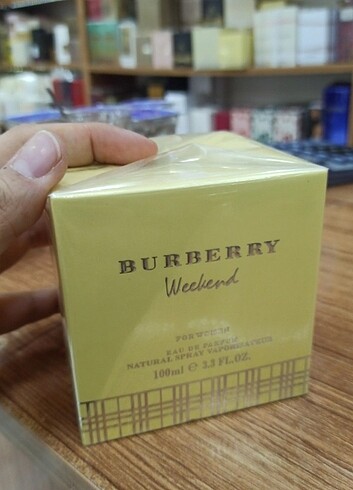 BURBERRY
Weekend
FOR WOMEN
EAU DE PARFUM
NATURAL SPRAY VAPORISATEUR
100ml ℮ 3.3 FL.OZ.